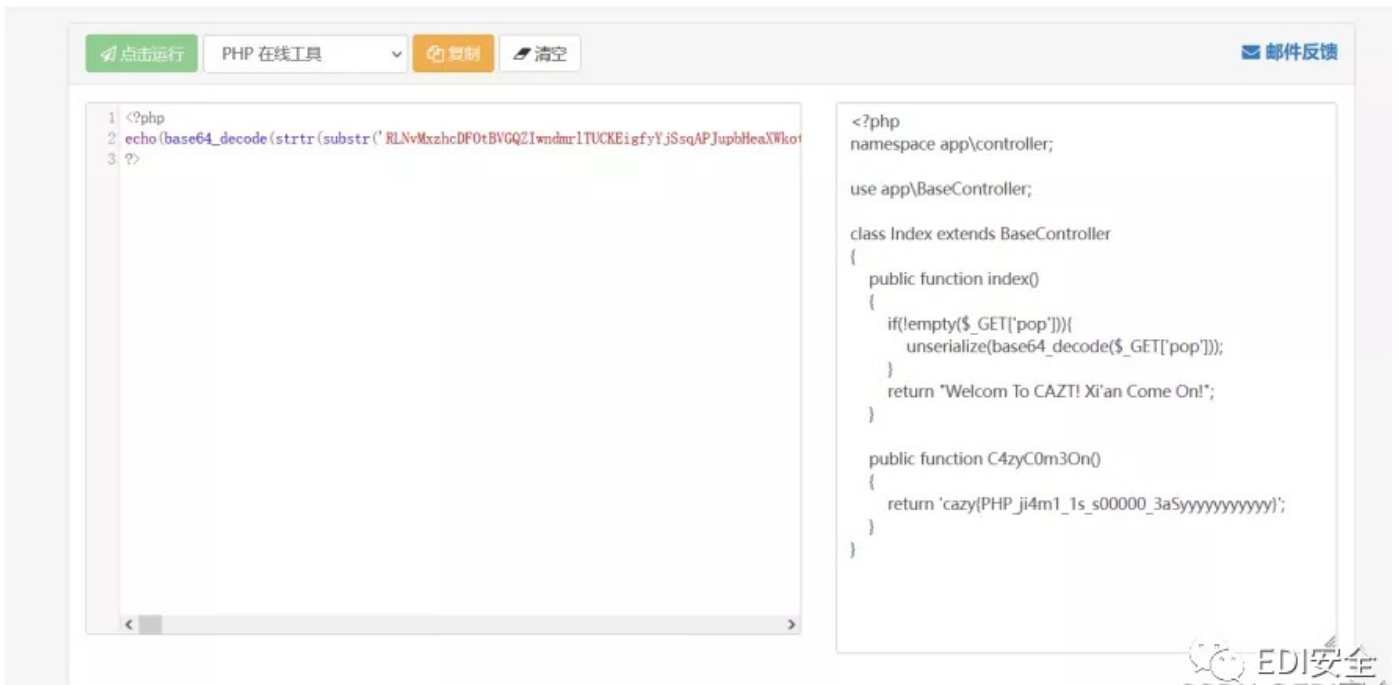 点击运行 PHP 在线工具 复制 清空 邮件反馈
1 <?php
2 echo(base64_decode(strtr(substr('RLNvMxzhcDFOtBVGQZIwndmrlTUCKEigfyYjSsqAPJupbHeaXWkot
3 ?>
<?php
namespace app\controller;
use app\BaseController;
class Index extends BaseController
{
public function index()
{
if(!empty($_GET['pop'])){
unserialize(base64_decode($_GET['pop']));
}
return "Welcom To CAZT! Xi'an Come On!";
}
public function C4zyC0m3On()
{
return 'cazy{PHP_ji4m1_1s_s00000_3aSyyyyyyyyyyy}';
}
}
EDI安全